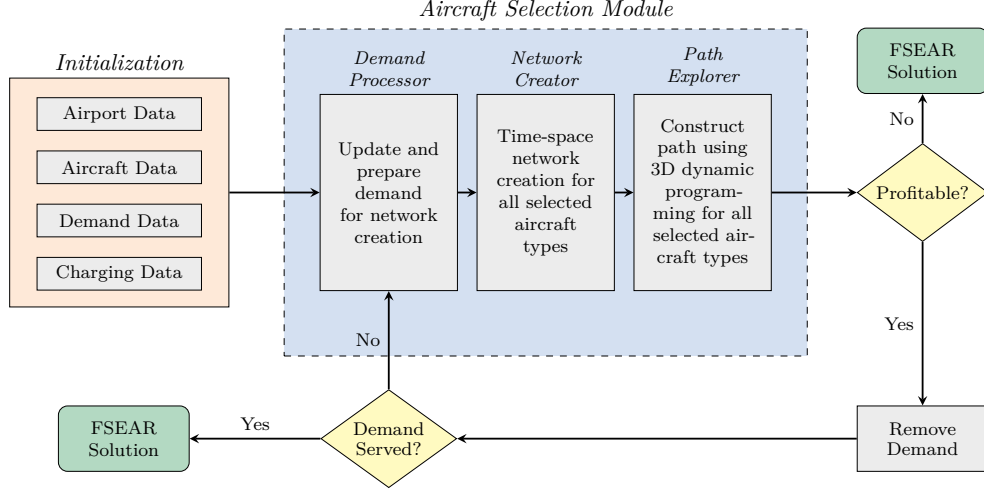 Aircraft Selection Module
Initialization
Airport Data
Aircraft Data
Demand Data
Charging Data
Demand
Processor
Update and
prepare
demand
for network
creation
Network
Creator
Time-space
network
creation for
all selected
aircraft
types
Path
Explorer
Construct
path using
3D dynamic
program-
ming for all
selected air-
craft types
FSEAR
Solution
No
Profitable?
Yes
Remove
Demand
No
Demand
Served?
Yes
FSEAR
Solution